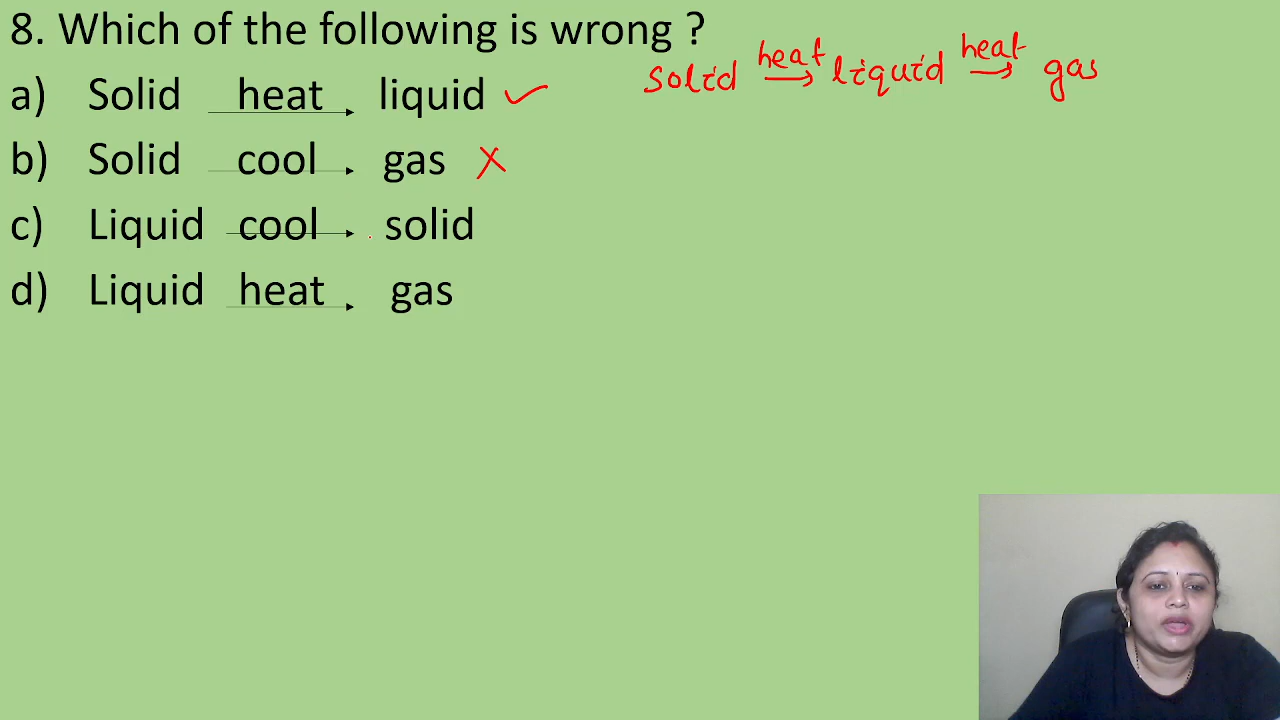 8. Which of the following is wrong ?
solid heat→ liquid heat→ gas
a) Solid heat→ liquid ✓
b) Solid cool→ gas X
c) Liquid cool→ solid
d) Liquid heat→ gas